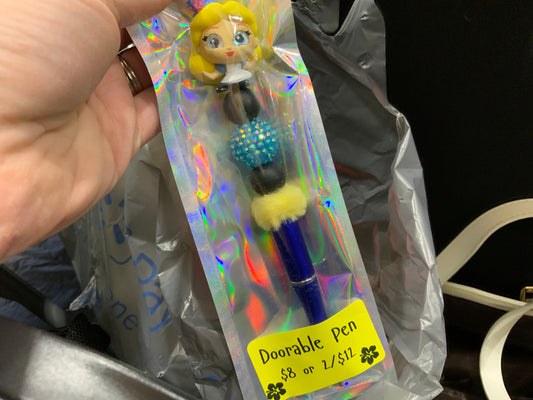 Doorable Pen
$8 or 2/$12